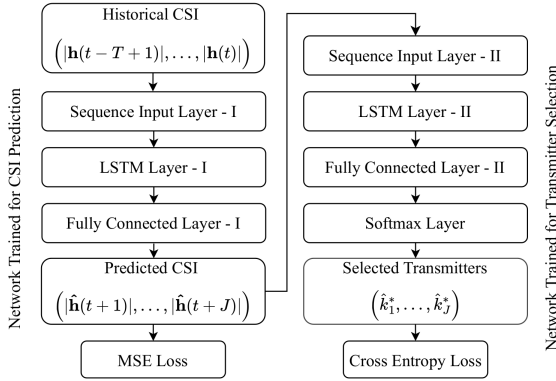 Network Trained for CSI Prediction
Historical CSI
(|h(t − T + 1)|, . . . , |h(t)|)
Sequence Input Layer - I
LSTM Layer - I
Fully Connected Layer - I
Predicted CSI
(|ĥ(t + 1)|, . . . , |ĥ(t + J)|)
MSE Loss
Sequence Input Layer - II
LSTM Layer - II
Fully Connected Layer - II
Softmax Layer
Selected Transmitters
(k̂*₁, . . . , k̂*_J)
Cross Entropy Loss
Network Trained for Transmitter Selection